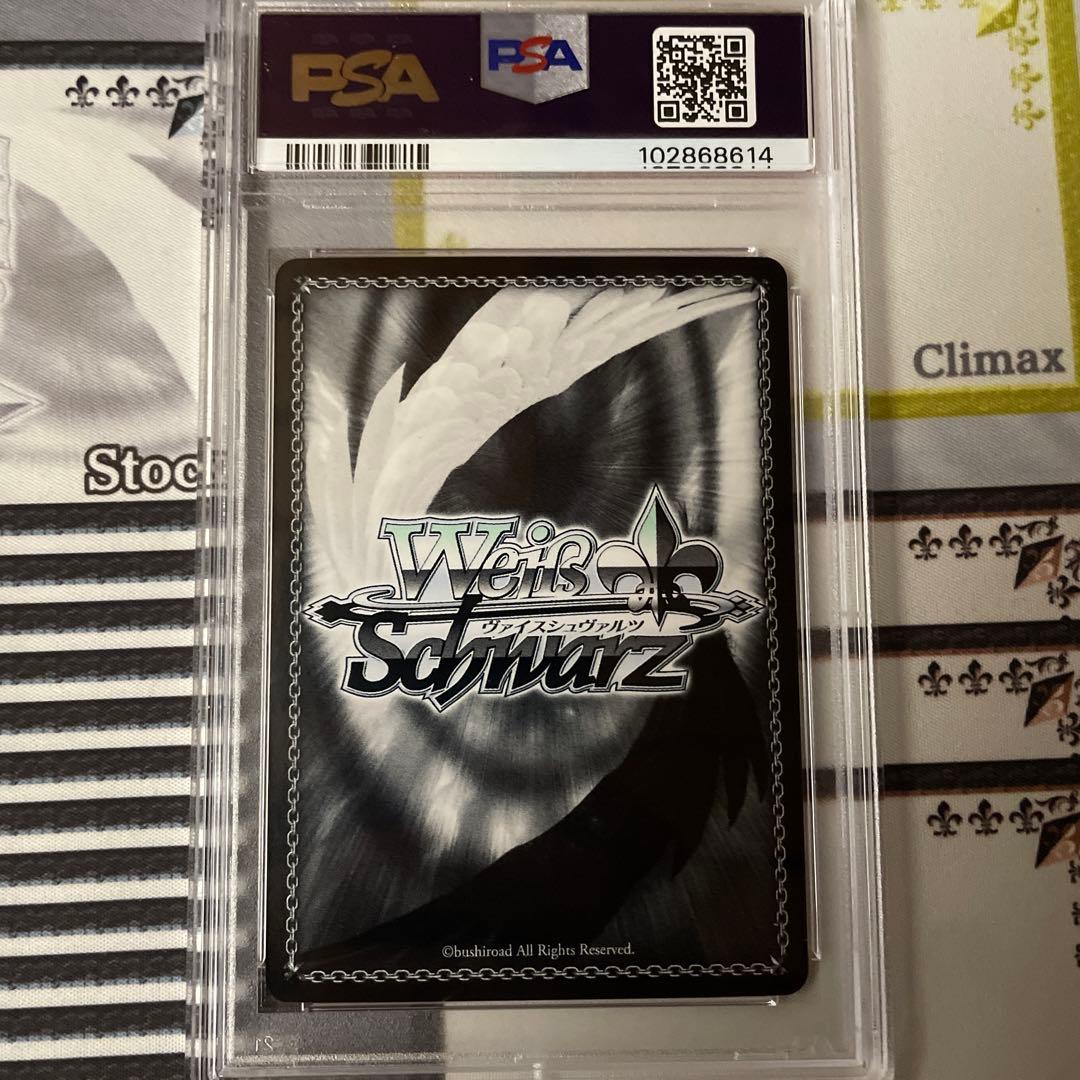 PSA
PSA
102868614
Climax
Stoc
Weiß
ヴァイスシュヴァルツ
Schwarz
©bushiroad All Rights Reserved.